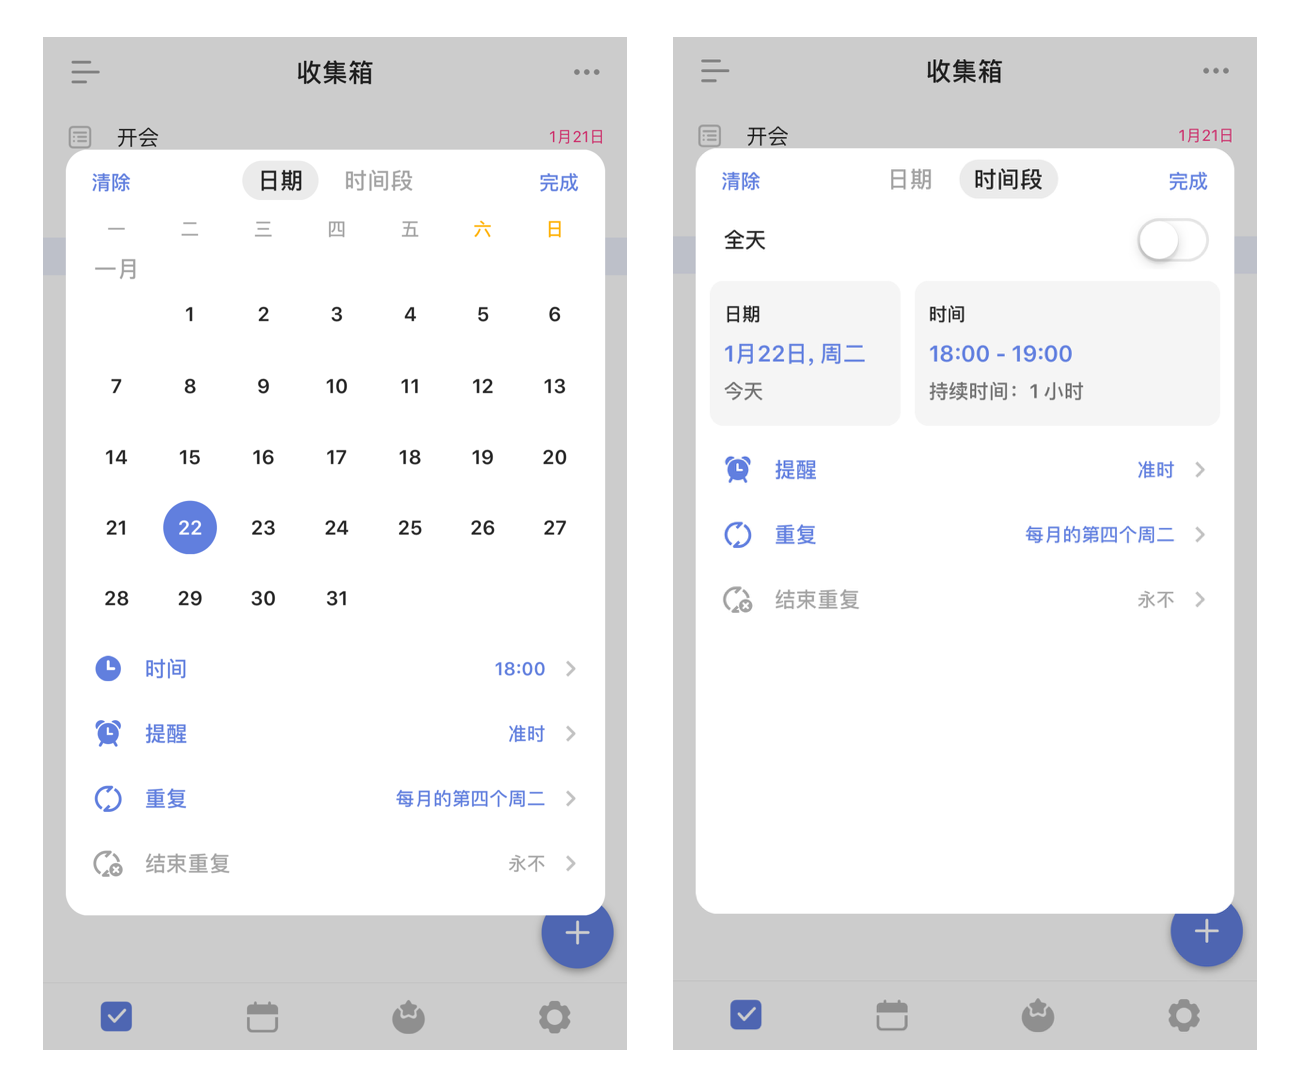 收集箱
开会 1月21日
清除 日期 时间段 完成
一 二 三 四 五 六 日
一月
1 2 3 4 5 6
7 8 9 10 11 12 13
14 15 16 17 18 19 20
21 22 23 24 25 26 27
28 29 30 31
时间 18:00
提醒 准时
重复 每月的第四个周二
结束重复 永不
收集箱
开会 1月21日
清除 日期 时间段 完成
全天
日期 时间
1月22日, 周二 18:00 - 19:00
今天 持续时间：1 小时
提醒 准时
重复 每月的第四个周二
结束重复 永不